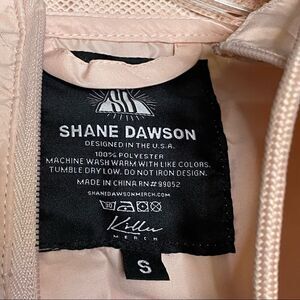 SHANE DAWSON
DESIGNED IN THE U.S.A.
100% POLYESTER
MACHINE WASH WARM WITH LIKE COLORS.
TUMBLE DRY LOW. DO NOT IRON DESIGN.
MADE IN CHINA RN# 99052
SHANEDAWSONMERCH.COM
30
Killer
MERCH
S